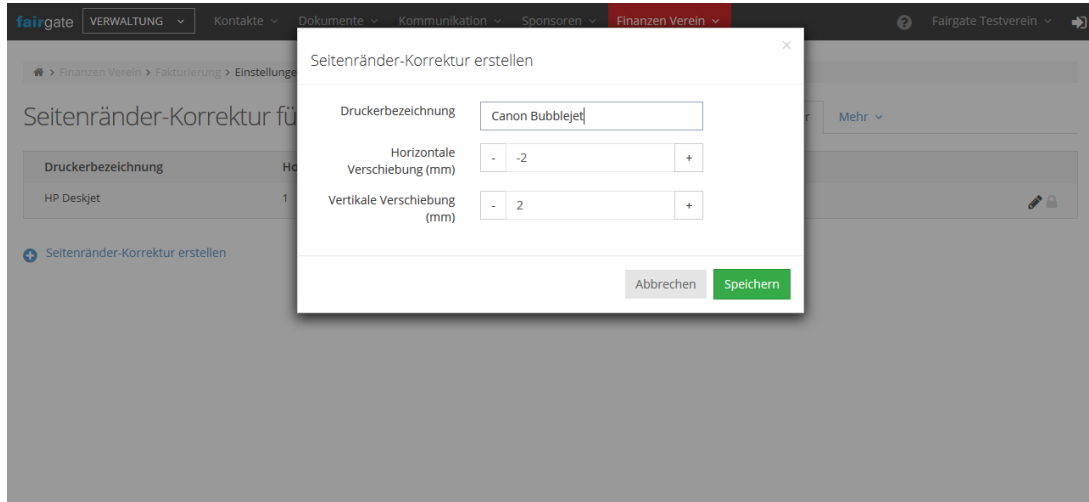 fairgate VERWALTUNG Kontakte Dokumente Kommunikation Sponsoren Finanzen Verein Fairgate Testverein
> Finanzen Verein > Fakturierung > Einstellunge
Seitenränder-Korrektur fü
Mehr
Druckerbezeichnung Ho
HP Deskjet 1
Seitenränder-Korrektur erstellen
Seitenränder-Korrektur erstellen
Druckerbezeichnung Canon Bubblejet
Horizontale
Verschiebung (mm) - -2 +
Vertikale Verschiebung
(mm) - 2 +
Abbrechen Speichern